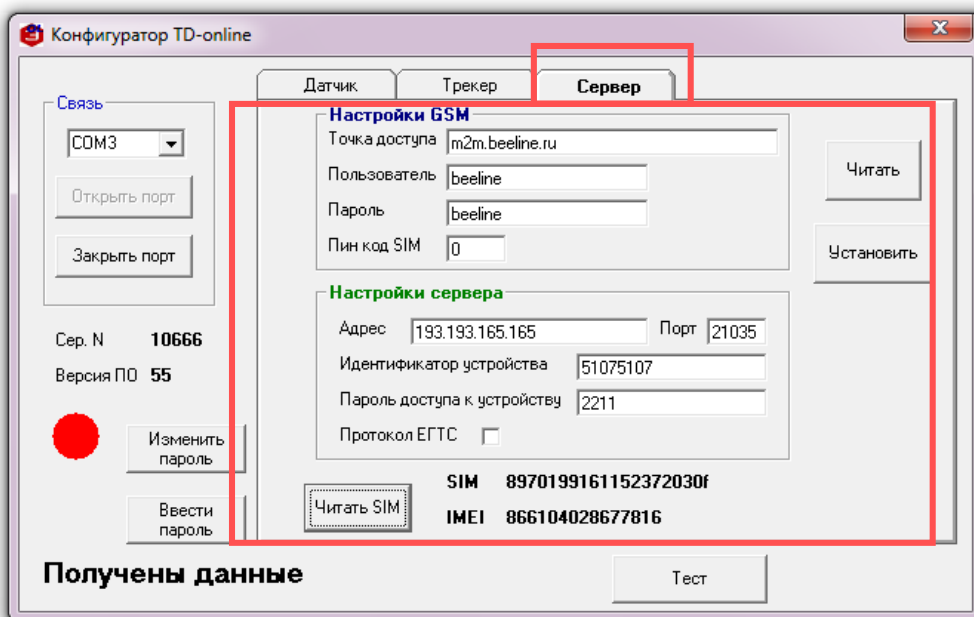 Конфигуратор TD-online
Датчик Трекер Сервер
Связь
COM3
Открыть порт
Закрыть порт
Сер. N 10666
Версия ПО 55
Изменить пароль
Ввести пароль
Настройки GSM
Точка доступа m2m.beeline.ru
Пользователь beeline
Пароль beeline
Пин код SIM 0
Читать
Установить
Настройки сервера
Адрес 193.193.165.165 Порт 21035
Идентификатор устройства 51075107
Пароль доступа к устройству 2211
Протокол ЕГТС
Читать SIM
SIM 8970199161152372030f
IMEI 866104028677816
Получены данные
Тест